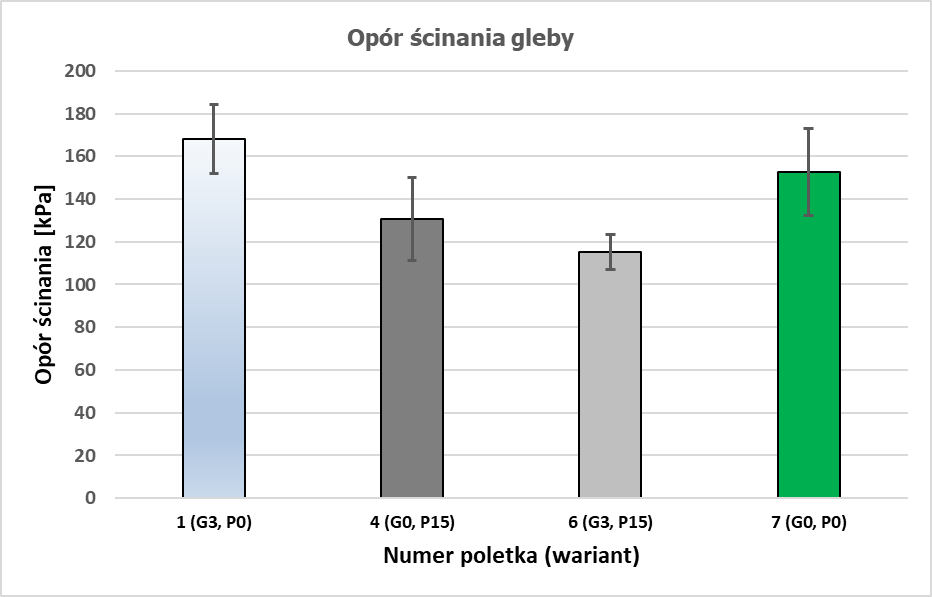 Opór ścinania gleby
200
180
160
140
120
100
80
60
40
20
0
Opór ścinania [kPa]
1 (G3, P0)
4 (G0, P15)
6 (G3, P15)
7 (G0, P0)
Numer poletka (wariant)